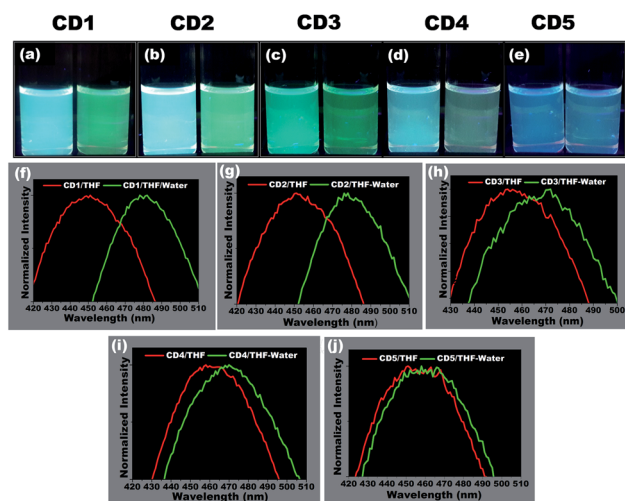 CD1 CD2 CD3 CD4 CD5
(a) (b) (c) (d) (e)
(f) CD1/THF CD1/THF/Water
Normalized Intensity
420 430 440 450 460 470 480 490 500 510
Wavelength (nm)
(g) CD2/THF CD2/THF-Water
Normalized Intensity
420 430 440 450 460 470 480 490 500 510
Wavelength (nm)
(h) CD3/THF CD3/THF-Water
Normalized Intensity
430 440 450 460 470 480 490 500
Wavelength (nm)
(i) CD4/THF CD4/THF-Water
Normalized Intensity
420 430 440 450 460 470 480 490 500 510
Wavelength (nm)
(j) CD5/THF CD5/THF-Water
Normalized Intensity
420 430 440 450 460 470 480 490 500 510
Wavelength (nm)